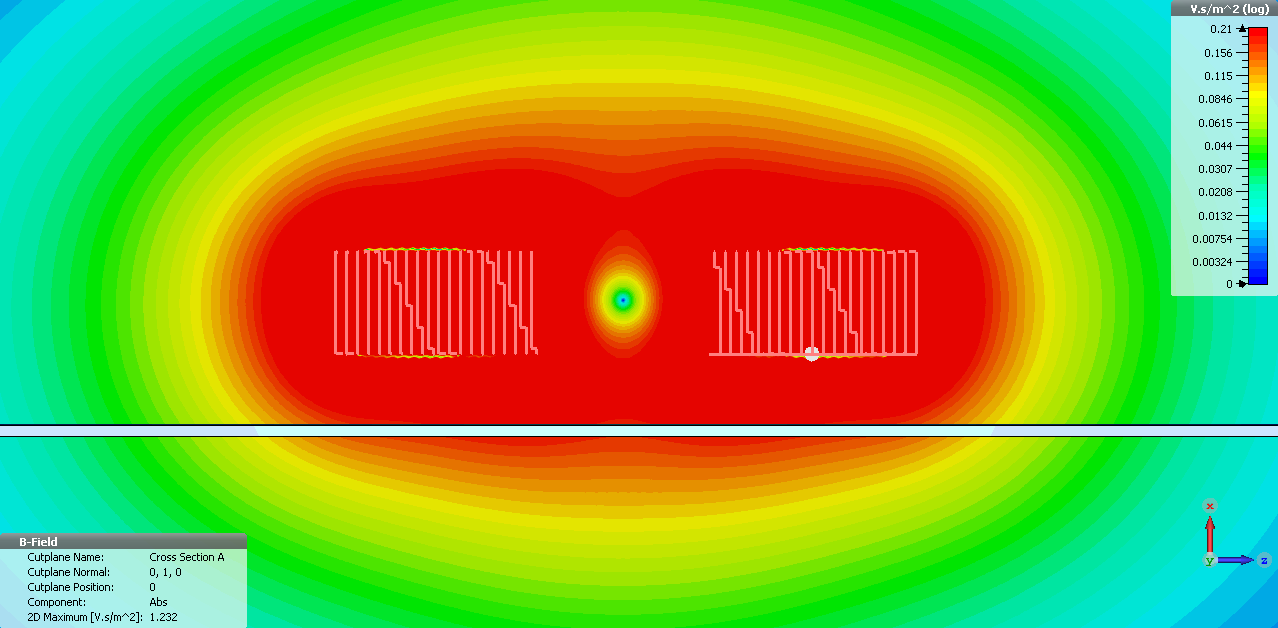 V.s/m^2 (log)
0.21
0.156
0.115
0.0846
0.0615
0.044
0.0307
0.0208
0.0132
0.00754
0.00324
0
x
y
z
B-Field
Cutplane Name: Cross Section A
Cutplane Normal: 0, 1, 0
Cutplane Position: 0
Component: Abs
2D Maximum [V.s/m^2]: 1.232